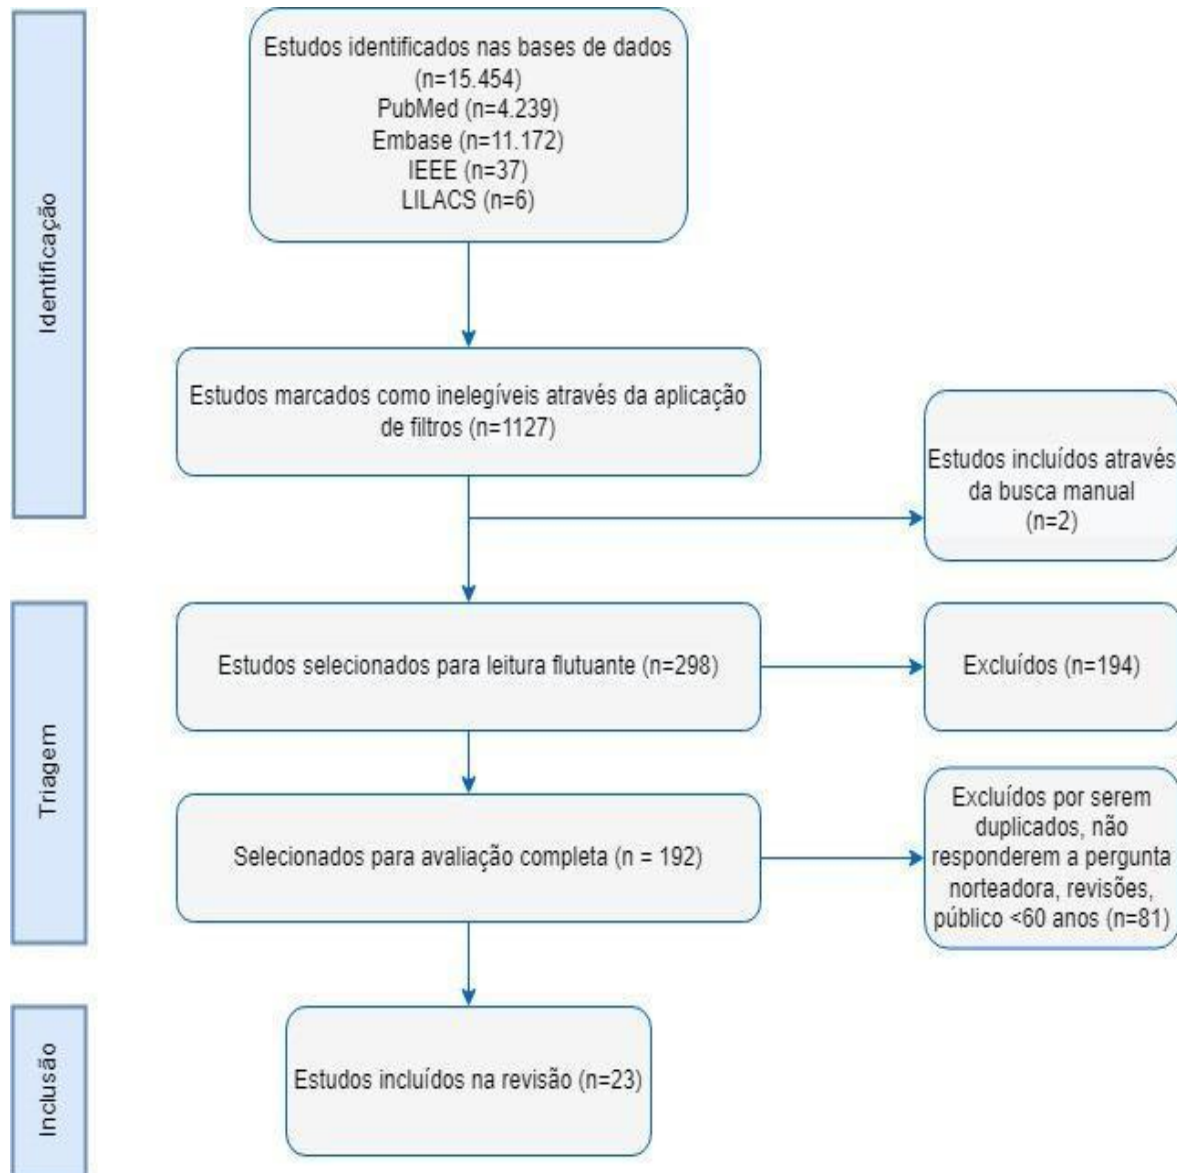 Identificação
Estudos identificados nas bases de dados
(n=15.454)
PubMed (n=4.239)
Embase (n=11.172)
IEEE (n=37)
LILACS (n=6)
Estudos marcados como inelegíveis através da aplicação
de filtros (n=1127)
Estudos incluídos através
da busca manual
(n=2)
Triagem
Estudos selecionados para leitura flutuante (n=298)
Excluídos (n=194)
Selecionados para avaliação completa (n = 192)
Excluídos por serem
duplicados, não
responderem a pergunta
norteadora, revisões,
público <60 anos (n=81)
Inclusão
Estudos incluídos na revisão (n=23)